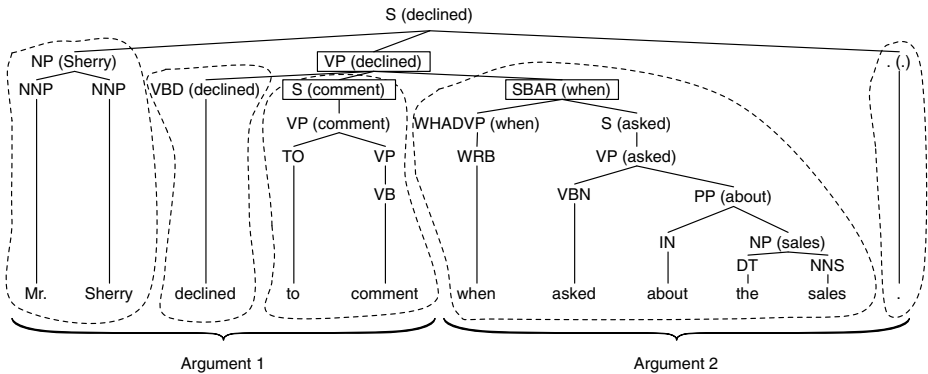 S (declined)
NP (Sherry) VP (declined) . (.)
NNP NNP VBD (declined) S (comment) SBAR (when)
VP (comment) WHADVP (when) S (asked)
TO VP WRB VP (asked)
VB VBN PP (about)
IN NP (sales)
DT NNS
Mr. Sherry declined to comment when asked about the sales .
Argument 1 Argument 2